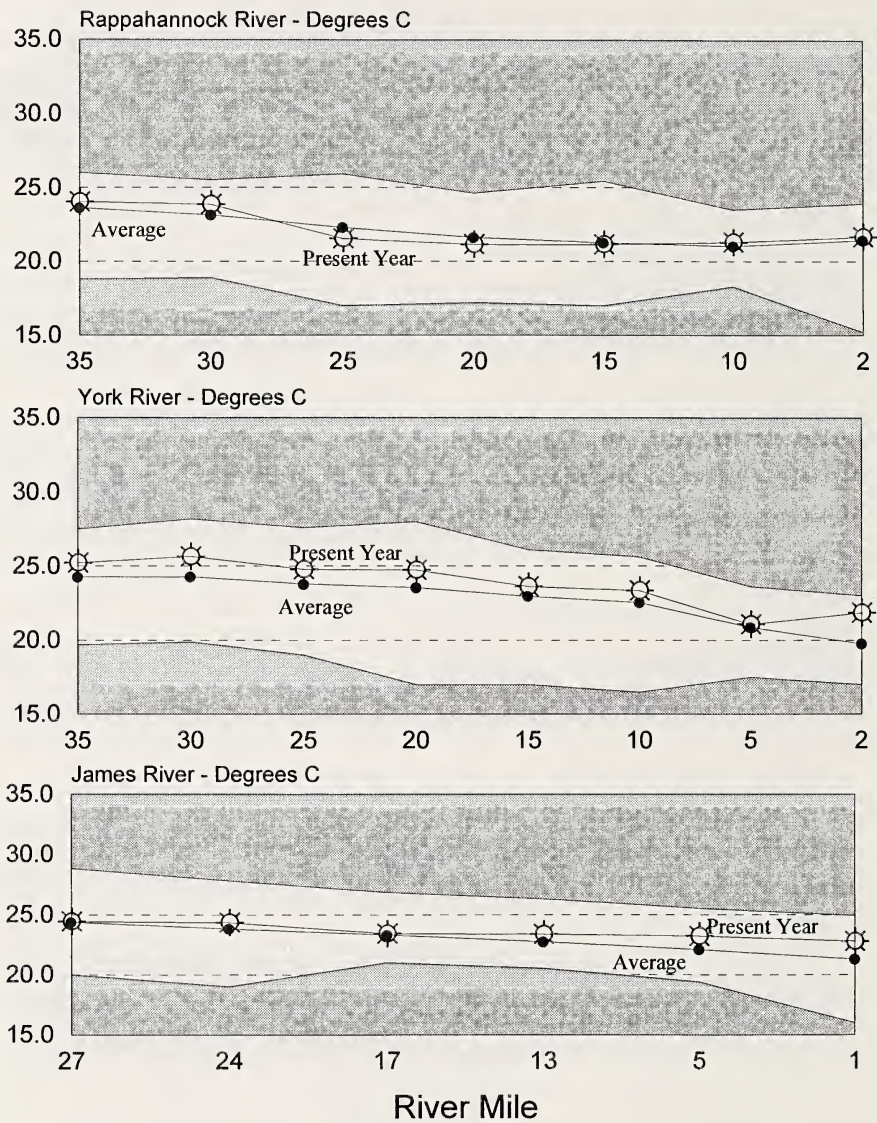 Rappahannock River - Degrees C
35.0
30.0
25.0
20.0
15.0
Average
Present Year
35 30 25 20 15 10 2
York River - Degrees C
35.0
30.0
25.0
20.0
15.0
Present Year
Average
35 30 25 20 15 10 5 2
James River - Degrees C
35.0
30.0
25.0
20.0
15.0
Present Year
Average
27 24 17 13 5 1
River Mile